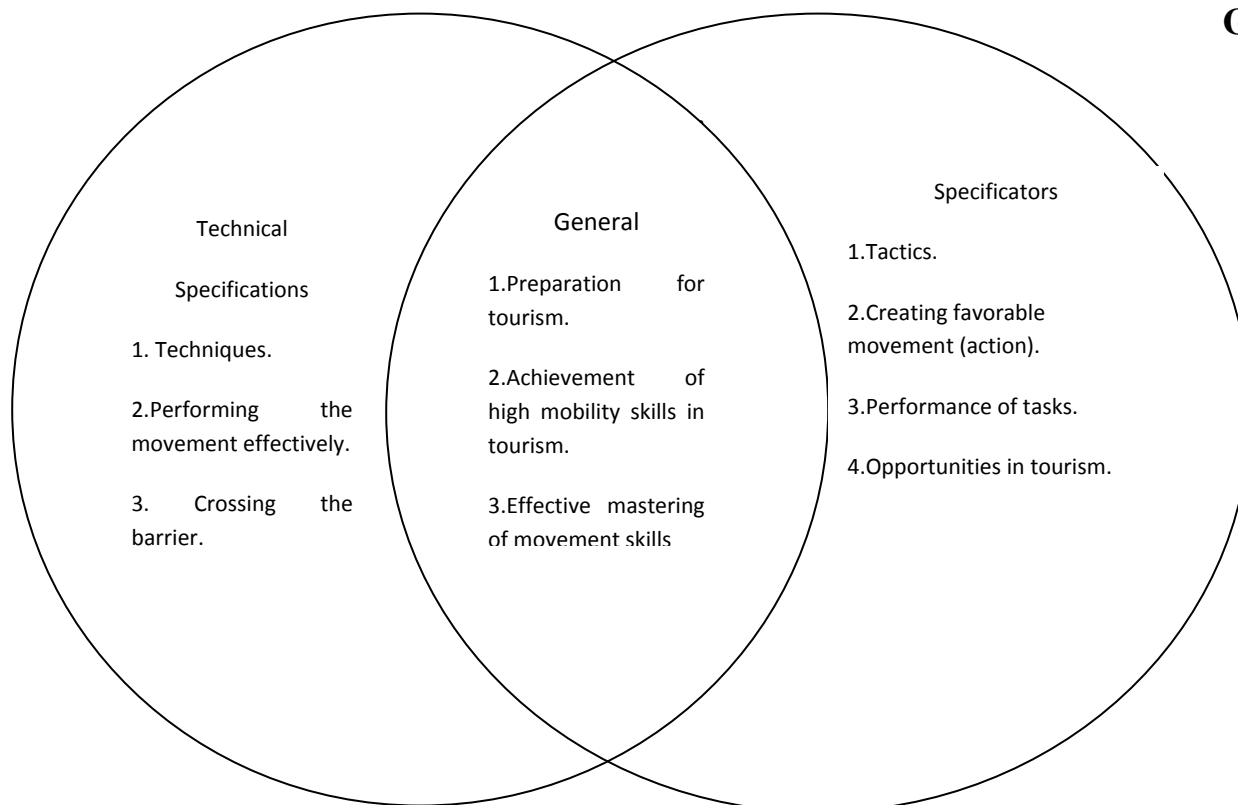 Technical
Specifications
1. Techniques.
2.Performing the
movement effectively.
3. Crossing the
barrier.
General
1.Preparation for
tourism.
2.Achievement of
high mobility skills in
tourism.
3.Effective mastering
of movement skills
Specificators
1.Tactics.
2.Creating favorable
movement (action).
3.Performance of tasks.
4.Opportunities in tourism.